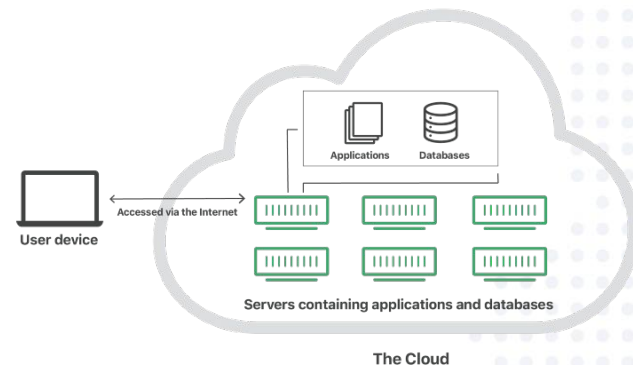 Applications
Databases
Accessed via the Internet
User device
Servers containing applications and databases
The Cloud